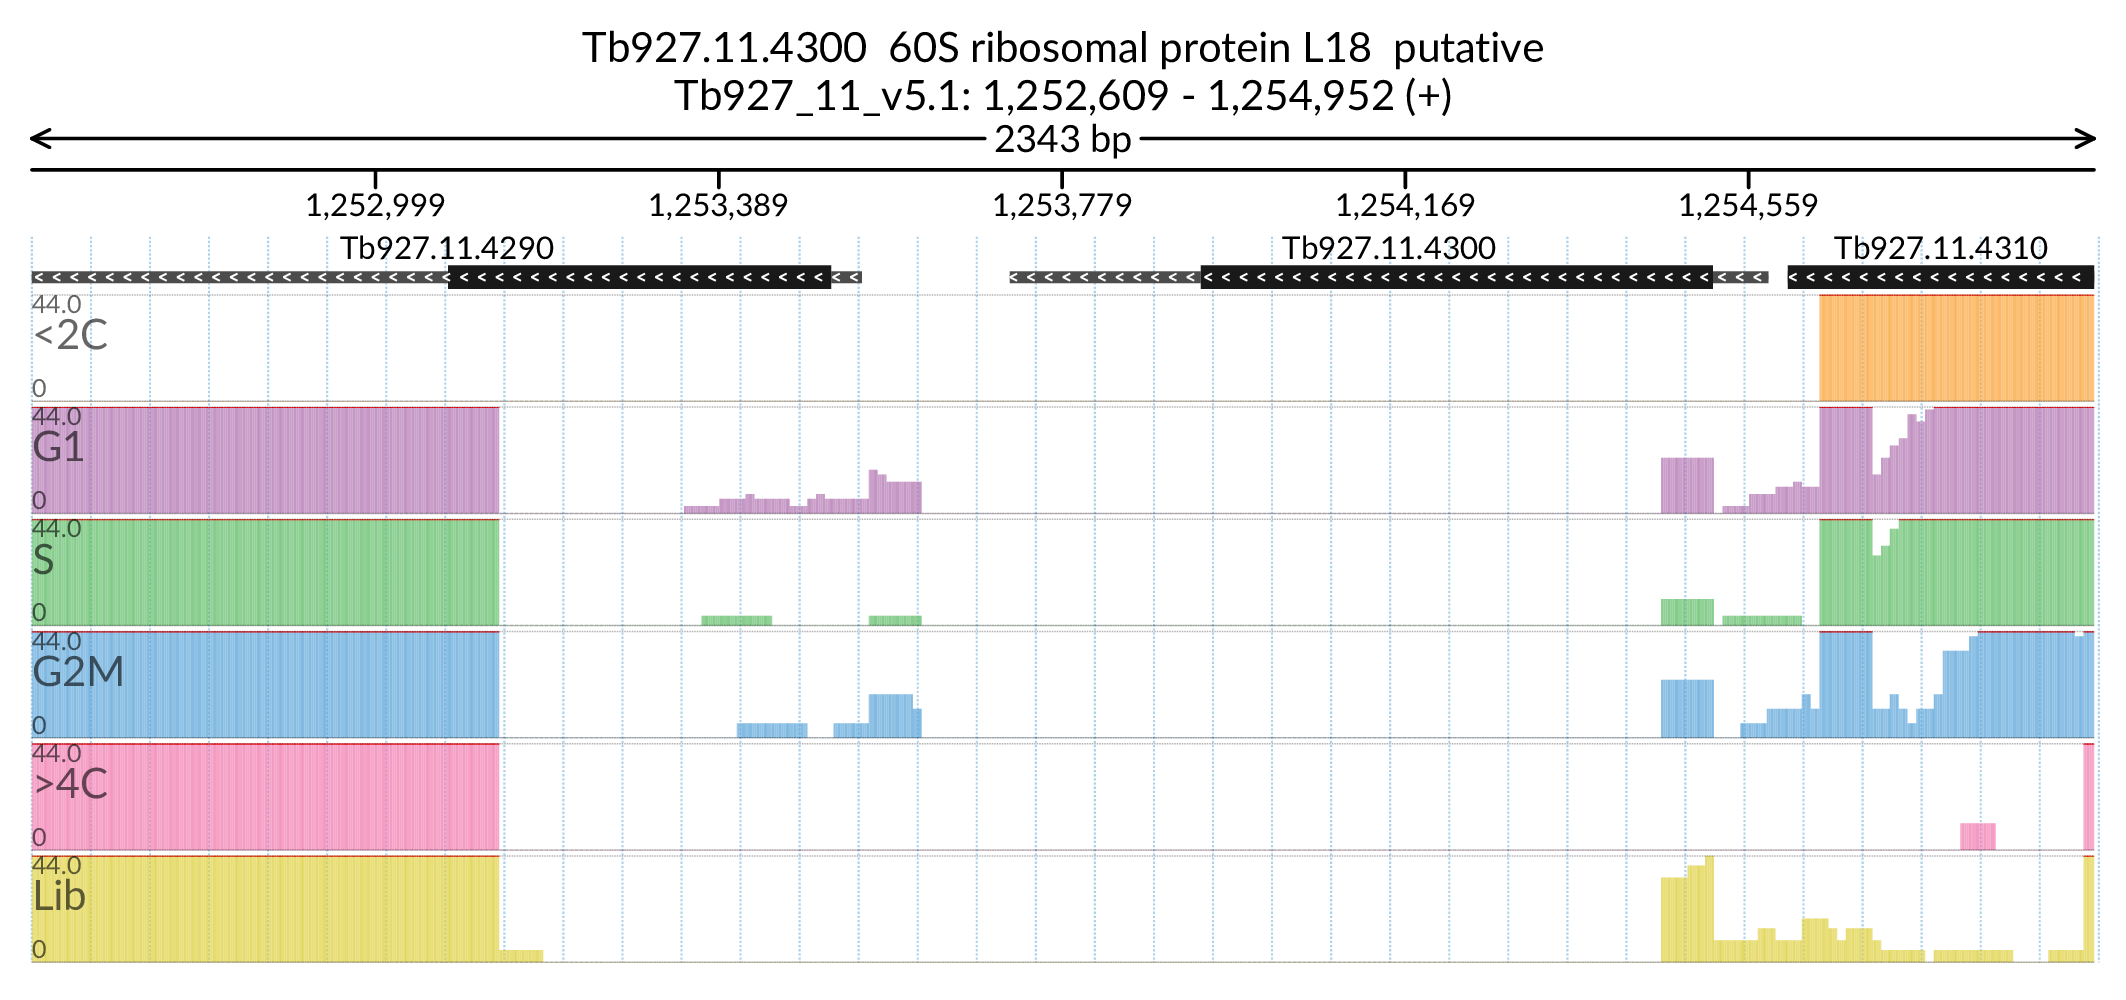 Tb927.11.4300  60S ribosomal protein L18  putative
Tb927_11_v5.1: 1,252,609 - 1,254,952 (+)
2343 bp
1,252,999 1,253,389 1,253,779 1,254,169 1,254,559
Tb927.11.4290 Tb927.11.4300 Tb927.11.4310
44.0
<2C
0
44.0
G1
0
44.0
S
0
44.0
G2M
0
44.0
>4C
0
44.0
Lib
0